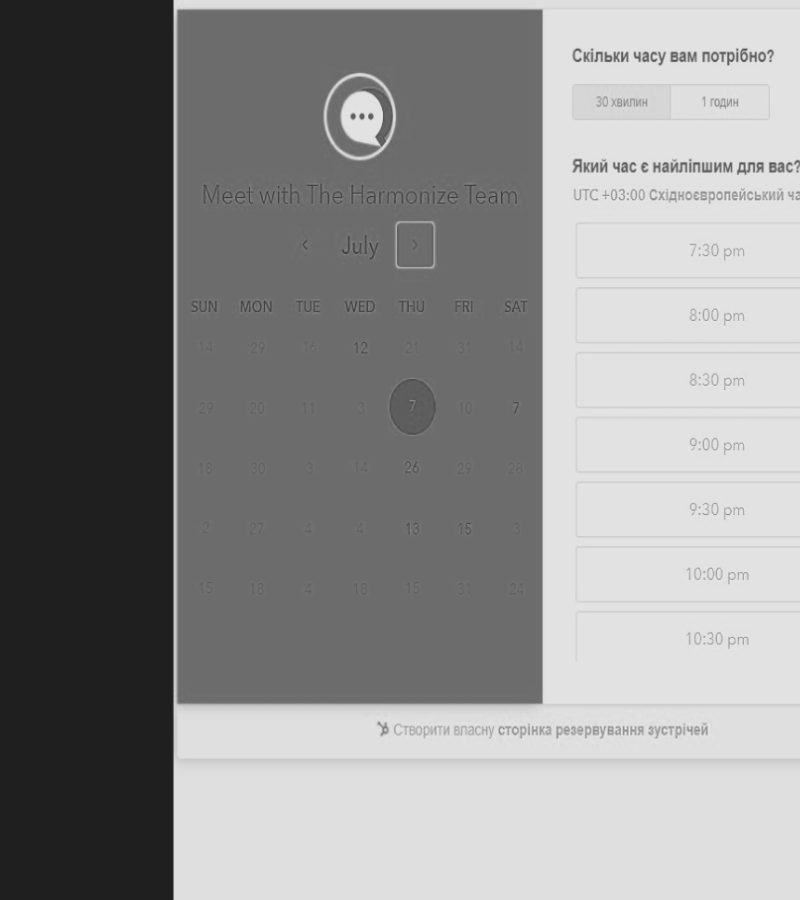 Meet with The Harmonize Team
July
SUN MON TUE WED THU FRI SAT
14 29 16 12 21 31 14
29 20 11 3 7 10 7
18 30 3 14 26 29 28
2 27 4 4 13 15 3
15 18 4 18 15 31 24
Скільки часу вам потрібно?
30 хвилин 1 годин
Який час є найліпшим для вас?
UTC +03:00 Східноєвропейський
7:30 pm
8:00 pm
8:30 pm
9:00 pm
9:30 pm
10:00 pm
10:30 pm
Створити власну сторінка резервування зустрічей